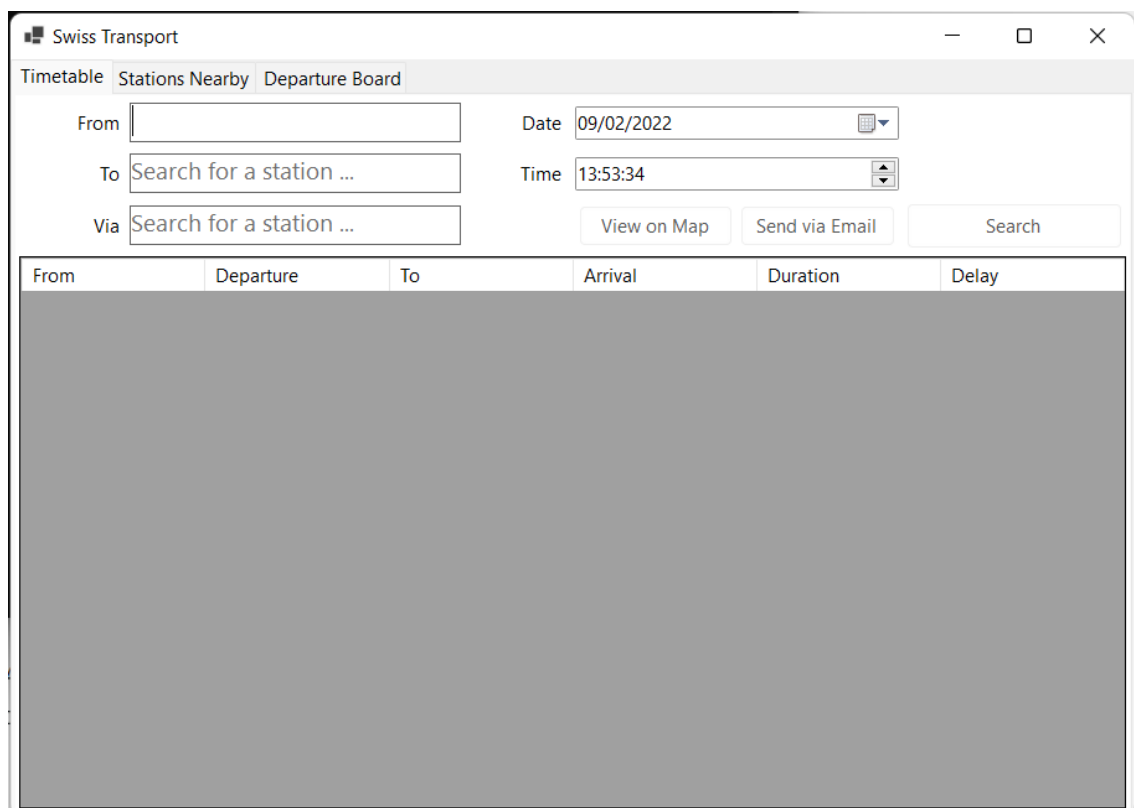 Swiss Transport
Timetable Stations Nearby Departure Board
From Date 09/02/2022
To Search for a station ... Time 13:53:34
Via Search for a station ... View on Map Send via Email Search
From Departure To Arrival Duration Delay